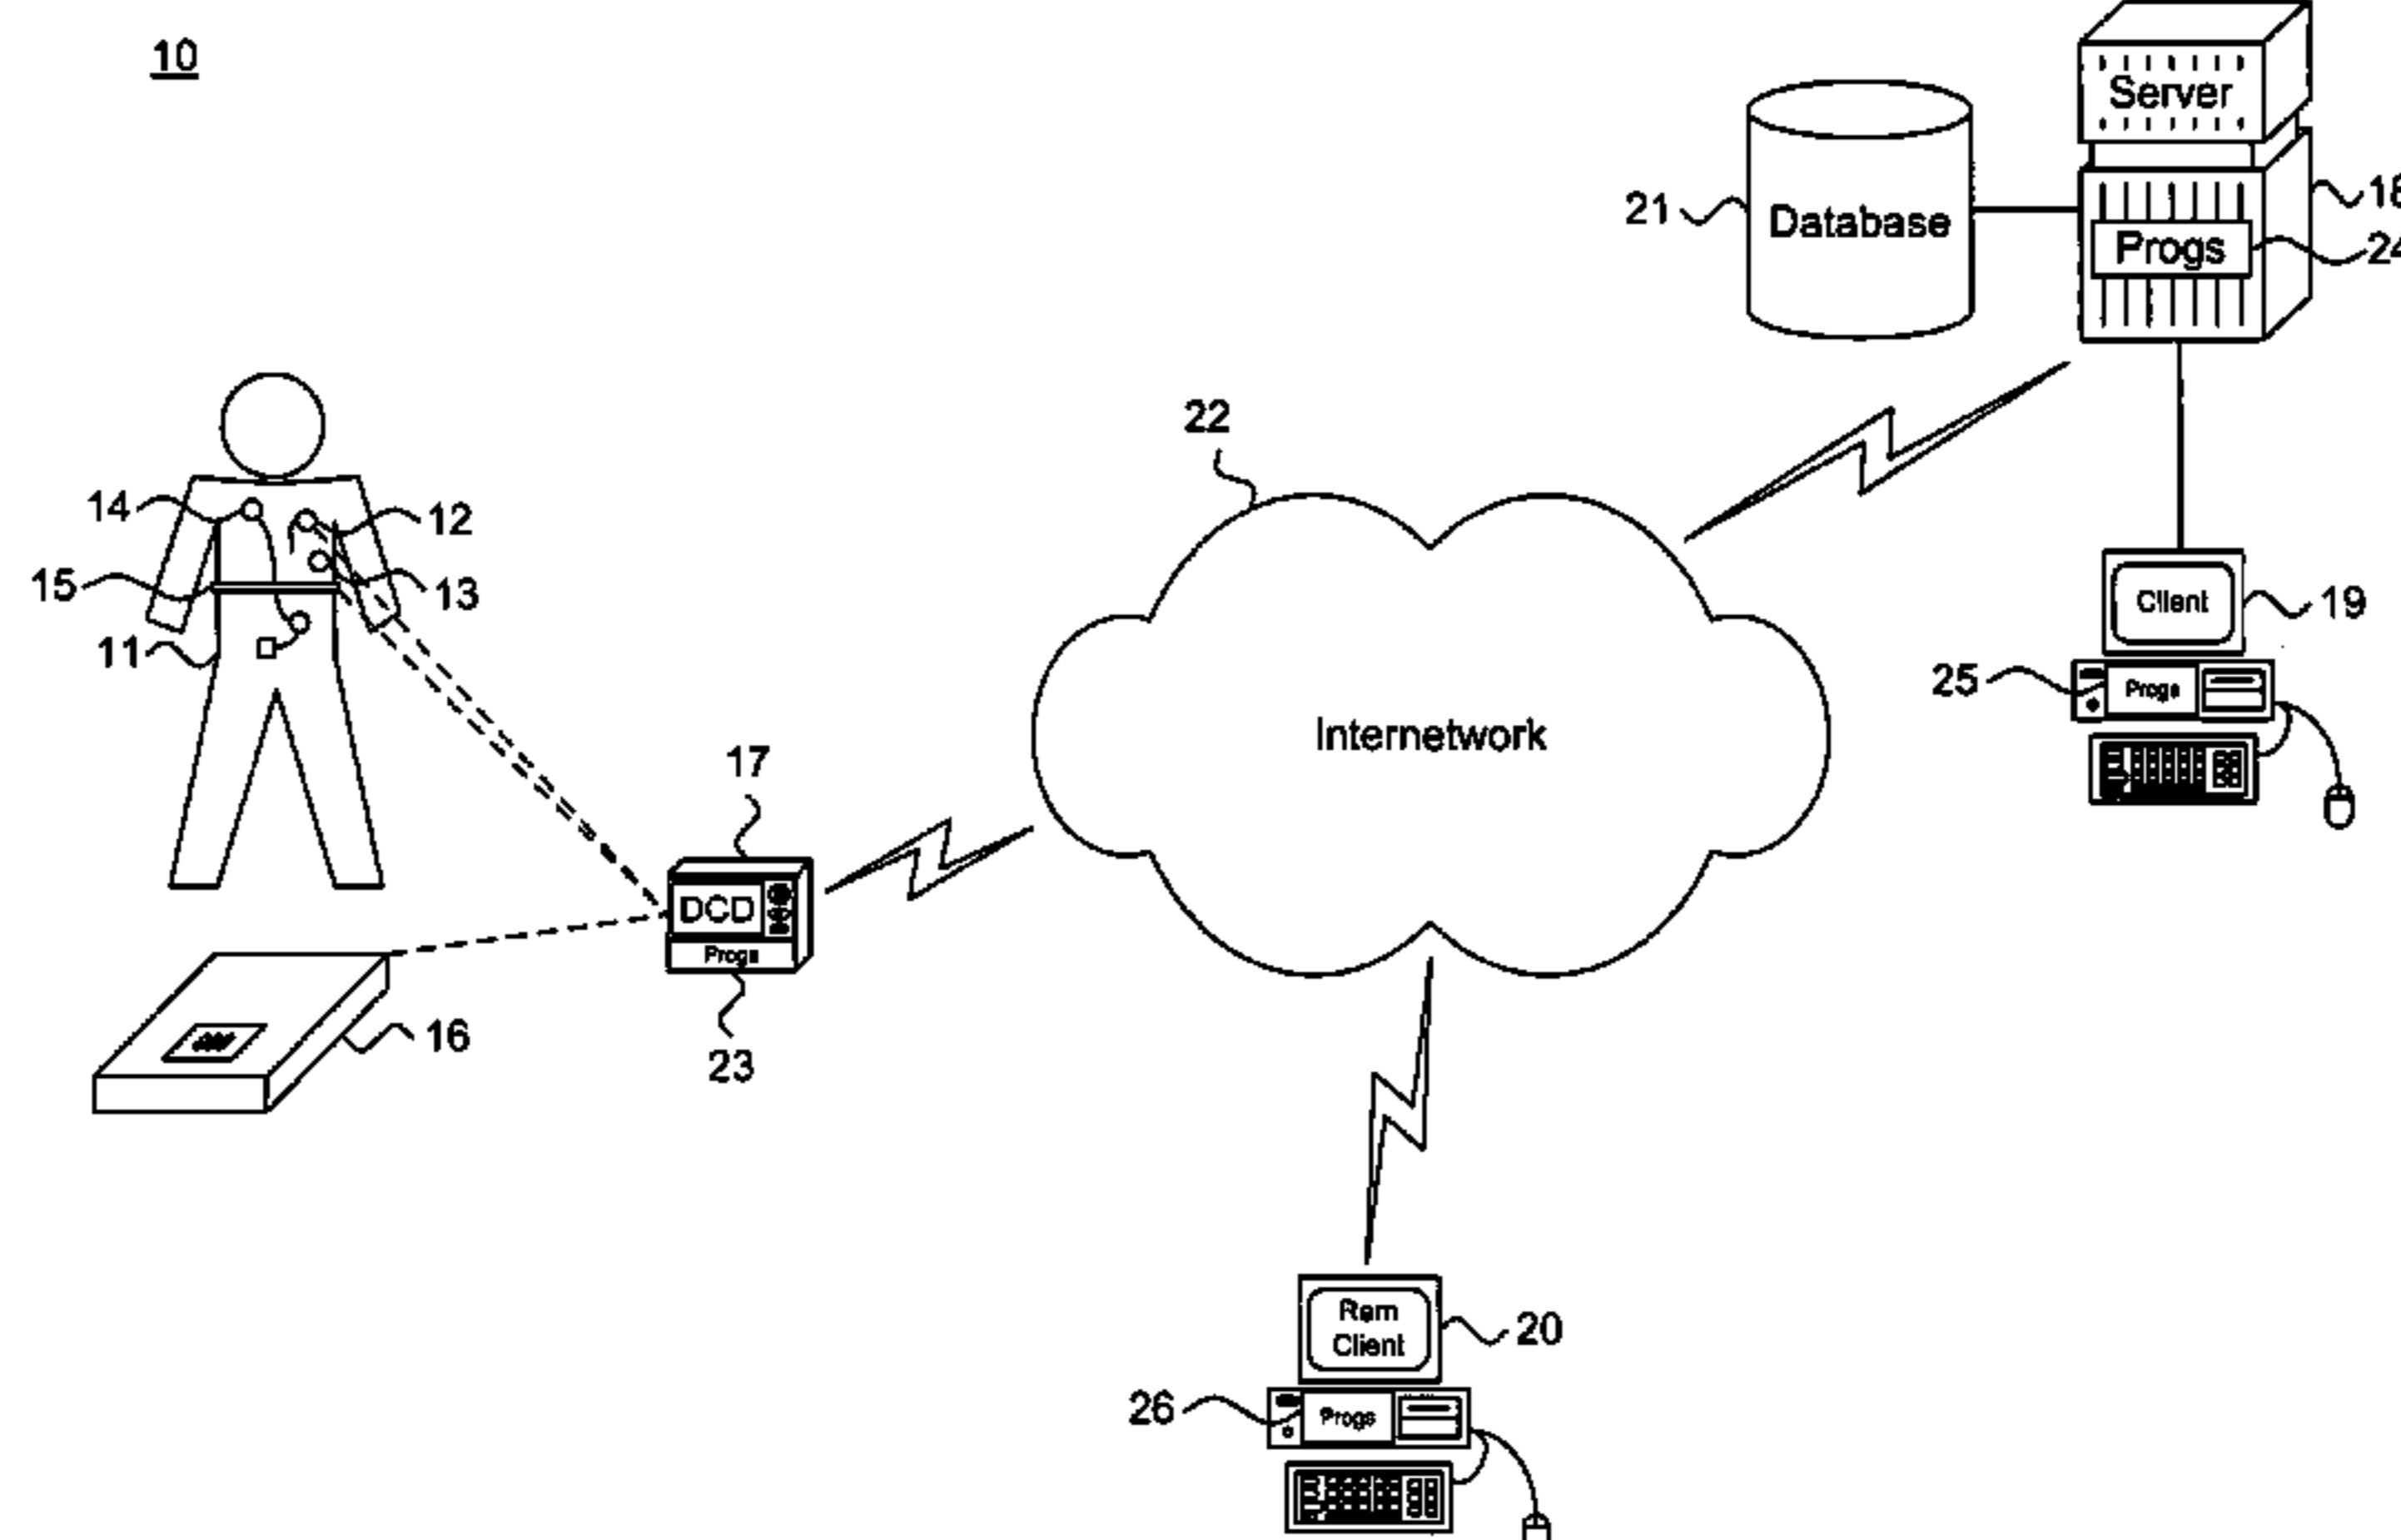 10
Server
21
Database
18
Progs
24
22
14
12
15
13
11
Client
19
25
Progs
Internetwork
17
DCD
Progs
16
23
Rem
Client
20
26
Progs